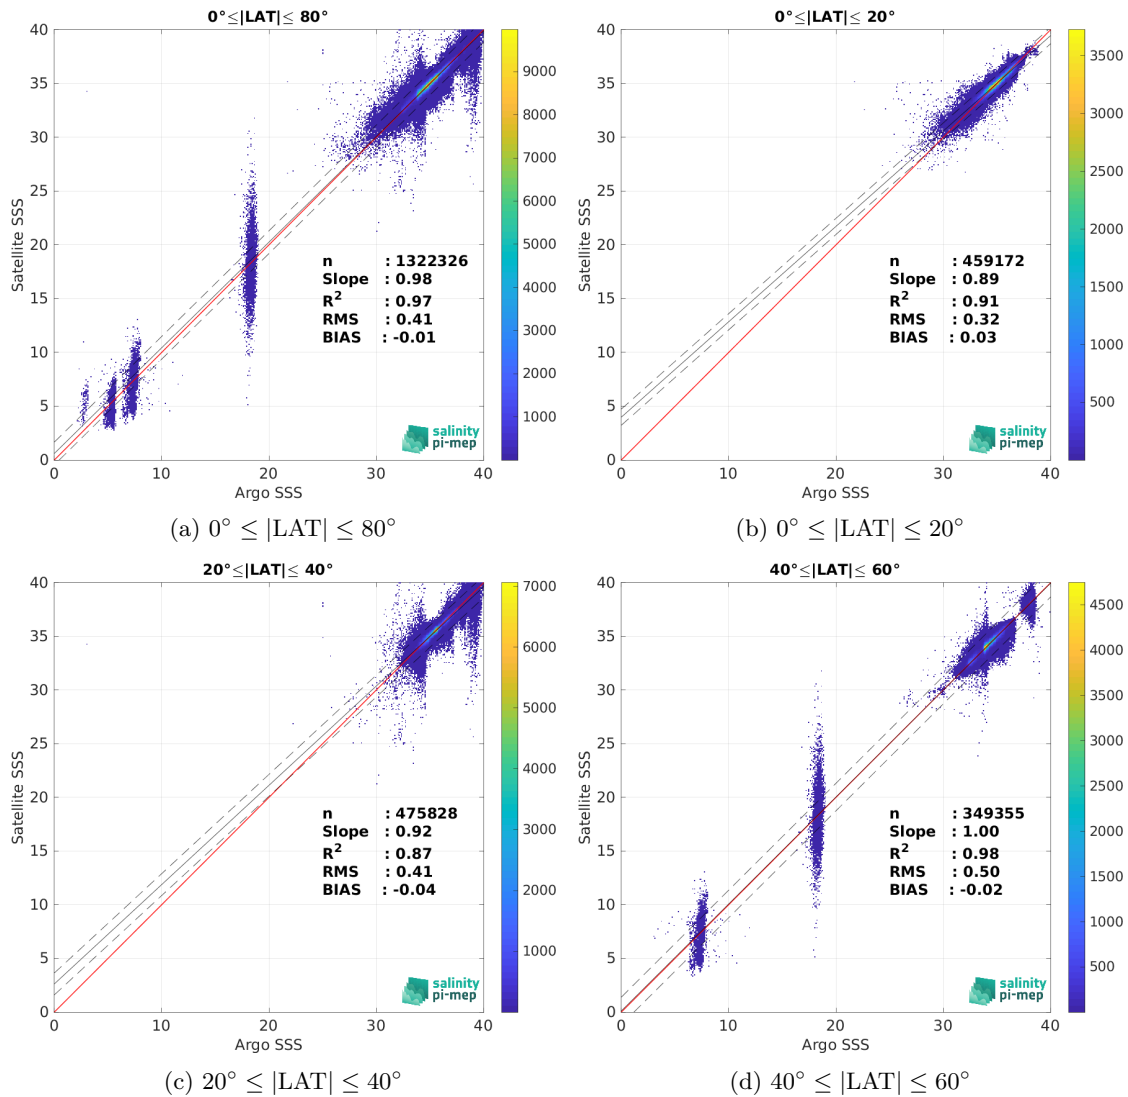 0°≤|LAT|≤ 80°
40
35
30
25
20
15
10
5
0
Satellite SSS
n : 1322326
Slope : 0.98
R² : 0.97
RMS : 0.41
BIAS : -0.01
salinity
pi-mep
0 10 20 30 40
Argo SSS
9000
8000
7000
6000
5000
4000
3000
2000
1000
(a) 0° ≤ |LAT| ≤ 80°
0°≤|LAT|≤ 20°
40
35
30
25
20
15
10
5
0
Satellite SSS
n : 459172
Slope : 0.89
R² : 0.91
RMS : 0.32
BIAS : 0.03
salinity
pi-mep
0 10 20 30 40
Argo SSS
3500
3000
2500
2000
1500
1000
500
(b) 0° ≤ |LAT| ≤ 20°
20°≤|LAT|≤ 40°
40
35
30
25
20
15
10
5
0
Satellite SSS
n : 475828
Slope : 0.92
R² : 0.87
RMS : 0.41
BIAS : -0.04
salinity
pi-mep
0 10 20 30 40
Argo SSS
7000
6000
5000
4000
3000
2000
1000
(c) 20° ≤ |LAT| ≤ 40°
40°≤|LAT|≤ 60°
40
35
30
25
20
15
10
5
0
Satellite SSS
n : 349355
Slope : 1.00
R² : 0.98
RMS : 0.50
BIAS : -0.02
salinity
pi-mep
0 10 20 30 40
Argo SSS
4500
4000
3500
3000
2500
2000
1500
1000
500
(d) 40° ≤ |LAT| ≤ 60°